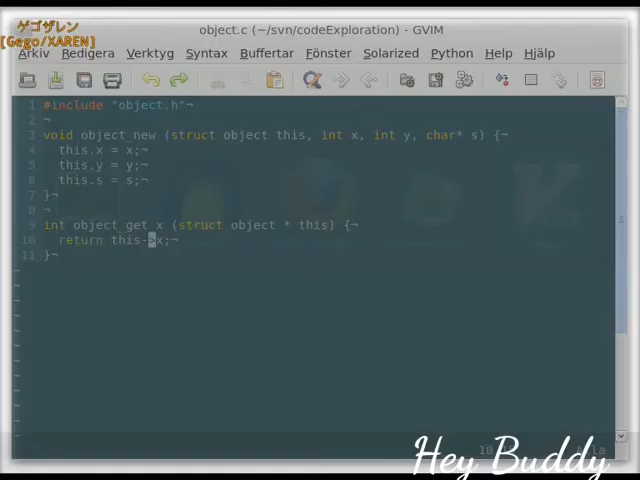 ゲゴザレン
[Gego/XAREN]
object.c (~/svn/codeExploration) - GVIM
Arkiv Redigera Verktyg Syntax Buffertar Fönster Solarized Python Help Hjälp
1 #include "object.h"¬
2 ¬
3 void object_new (struct object this, int x, int y, char* s) {¬
4 this.x = x;¬
5 this.y = y;¬
6 this.s = s;¬
7 }¬
8 ¬
9 int object_get_x (struct object * this) {¬
10 return this->x;¬
11 }¬
Hey Buddy